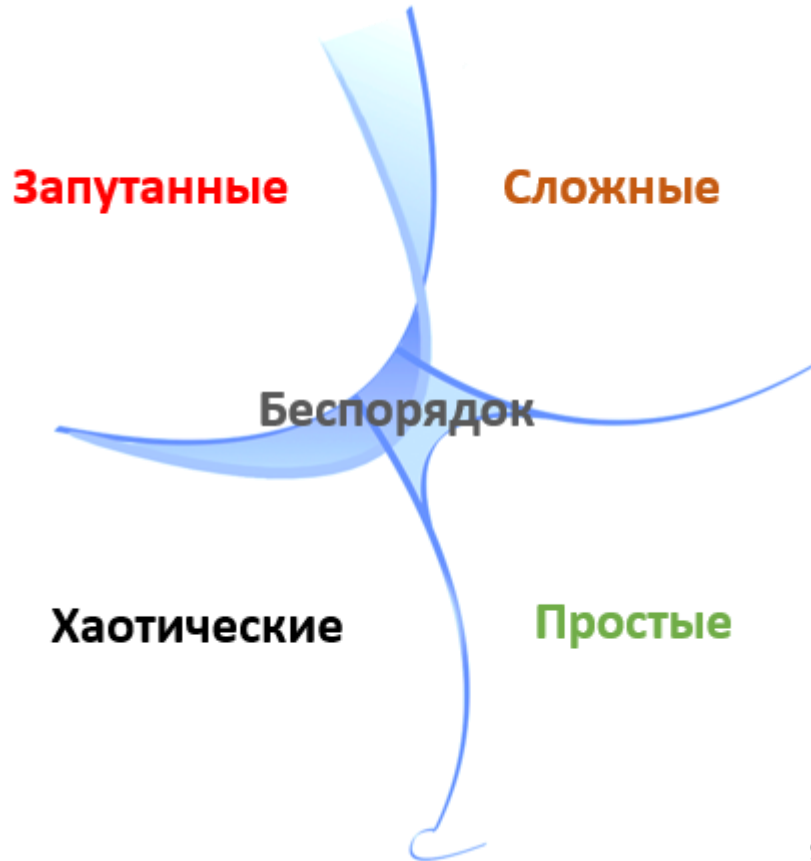 Запутанные
Сложные
Беспорядок
Хаотические
Простые